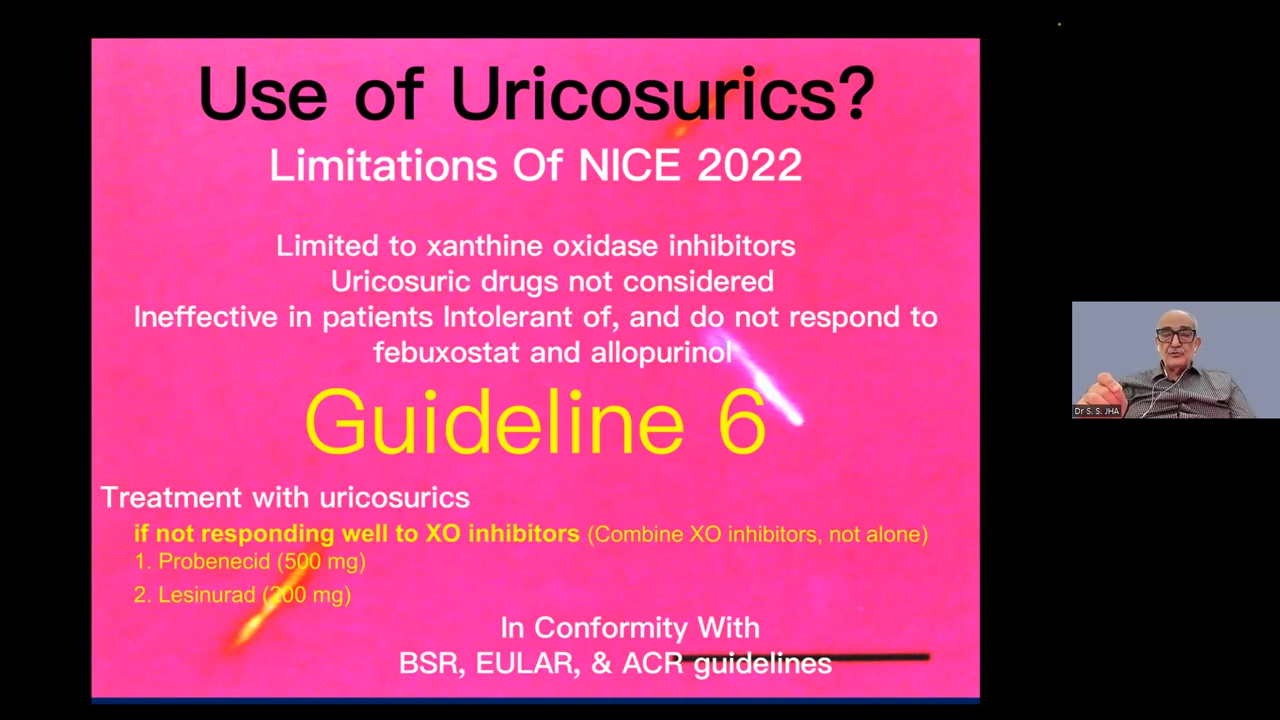 Use of Uricosurics?
Limitations Of NICE 2022
Limited to xanthine oxidase inhibitors
Uricosuric drugs not considered
Ineffective in patients Intolerant of, and do not respond to
febuxostat and allopurinol
Guideline 6
Treatment with uricosurics
if not responding well to XO inhibitors (Combine XO inhibitors, not alone)
1. Probenecid (500 mg)
2. Lesinurad (200 mg)
In Conformity With
BSR, EULAR, & ACR guidelines
Dr S. S. JHA